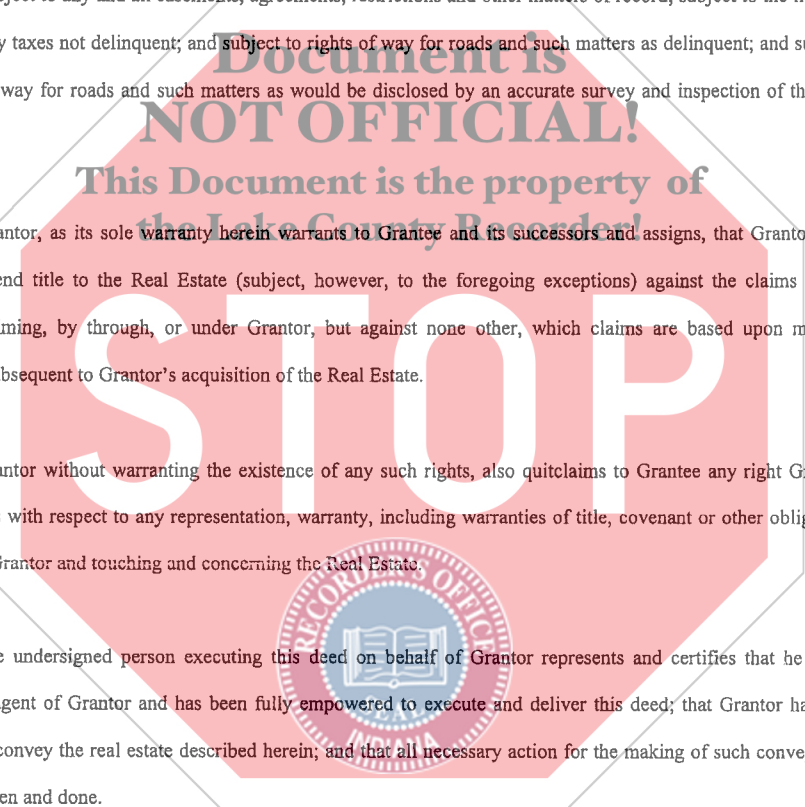 y taxes not delinquent; and subject to rights of way for roads and such matters as delinquent; and su
Document is
way for roads and such matters as would be disclosed by an accurate survey and inspection of th
NOT OFFICIAL!
This Document is the property of
the Lake County Recorder!
antor, as its sole warranty herein warrants to Grantee and its successors and assigns, that Granto
end title to the Real Estate (subject, however, to the foregoing exceptions) against the claims
ming, by through, or under Grantor, but against none other, which claims are based upon m
bsequent to Grantor's acquisition of the Real Estate.
STOP
antor without warranting the existence of any such rights, also quitclaims to Grantee any right G
with respect to any representation, warranty, including warranties of title, covenant or other oblig
Grantor and touching and concerning the Real Estate.
RECORDER'S OFFIC
e undersigned person executing this deed on behalf of Grantor represents and certifies that he
gent of Grantor and has been fully empowered to execute and deliver this deed; that Grantor ha
SEAL
convey the real estate described herein; and that all necessary action for the making of such conve
INDIANA
en and done.